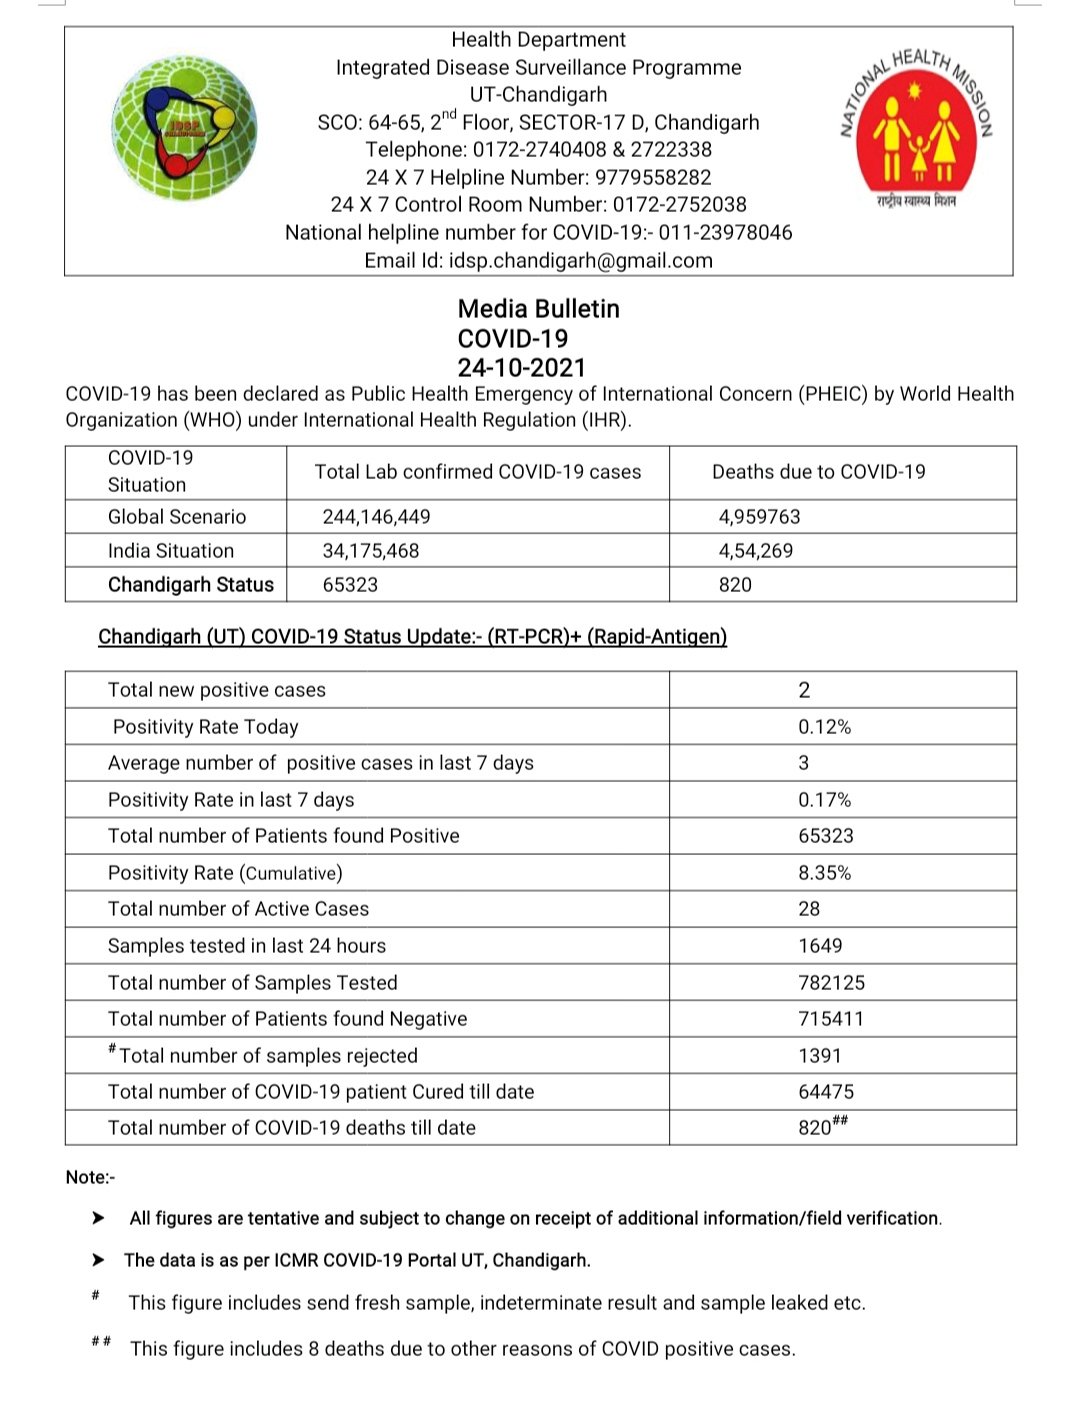 Health Department
Integrated Disease Surveillance Programme
UT-Chandigarh
SCO: 64-65, 2nd Floor, SECTOR-17 D, Chandigarh
Telephone: 0172-2740408 & 2722338
24 X 7 Helpline Number: 9779558282
24 X 7 Control Room Number: 0172-2752038
National helpline number for COVID-19:- 011-23978046
Email Id: idsp.chandigarh@gmail.com
IDSP
CHANDIGARH
NATIONAL HEALTH MISSION
राष्ट्रीय स्वास्थ्य मिशन
Media Bulletin
COVID-19
24-10-2021
COVID-19 has been declared as Public Health Emergency of International Concern (PHEIC) by World Health
Organization (WHO) under International Health Regulation (IHR).
COVID-19
Situation
Total Lab confirmed COVID-19 cases
Deaths due to COVID-19
Global Scenario 244,146,449 4,959763
India Situation 34,175,468 4,54,269
Chandigarh Status 65323 820
Chandigarh (UT) COVID-19 Status Update:- (RT-PCR)+ (Rapid-Antigen)
Total new positive cases 2
Positivity Rate Today 0.12%
Average number of positive cases in last 7 days 3
Positivity Rate in last 7 days 0.17%
Total number of Patients found Positive 65323
Positivity Rate (Cumulative) 8.35%
Total number of Active Cases 28
Samples tested in last 24 hours 1649
Total number of Samples Tested 782125
Total number of Patients found Negative 715411
# Total number of samples rejected 1391
Total number of COVID-19 patient Cured till date 64475
Total number of COVID-19 deaths till date 820##
Note:-
➤ All figures are tentative and subject to change on receipt of additional information/field verification.
➤ The data is as per ICMR COVID-19 Portal UT, Chandigarh.
# This figure includes send fresh sample, indeterminate result and sample leaked etc.
## This figure includes 8 deaths due to other reasons of COVID positive cases.